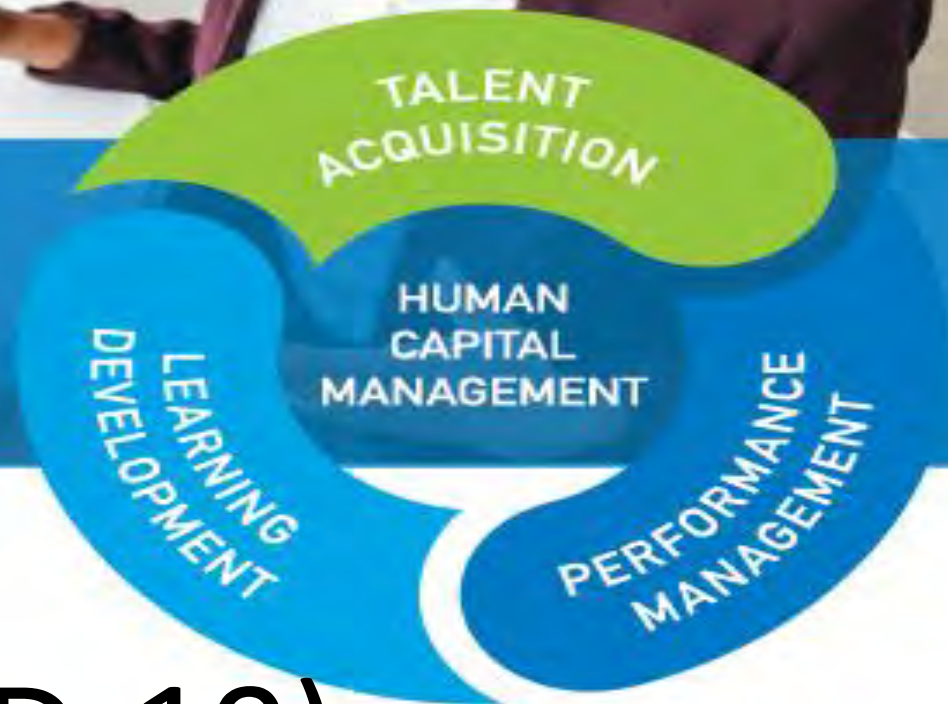 TALENT
ACQUISITION
HUMAN
CAPITAL
MANAGEMENT
LEARNING
DEVELOPMENT
PERFORMANCE
MANAGEMENT